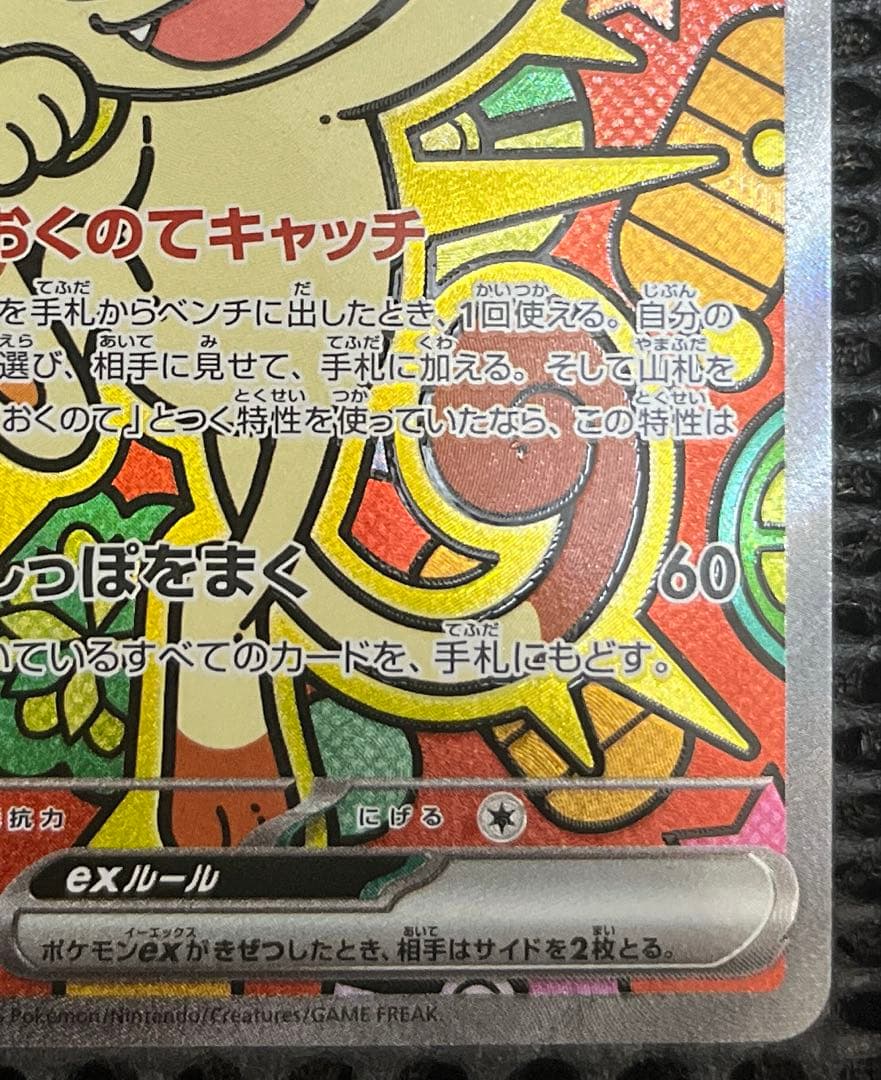 おくのてキャッチ
を手札からベンチに出したとき、1回使える。自分の
選び、相手に見せて、手札に加える。そして山札を
おくのて」とつく特性を使っていたなら、この特性は
しっぽをまく 60
いているすべてのカードを、手札にもどす。
抗力 にげる
exルール
ポケモンexがきぜつしたとき、相手はサイドを2枚とる。
Pokémon/Nintendo/Creatures/GAME FREAK.